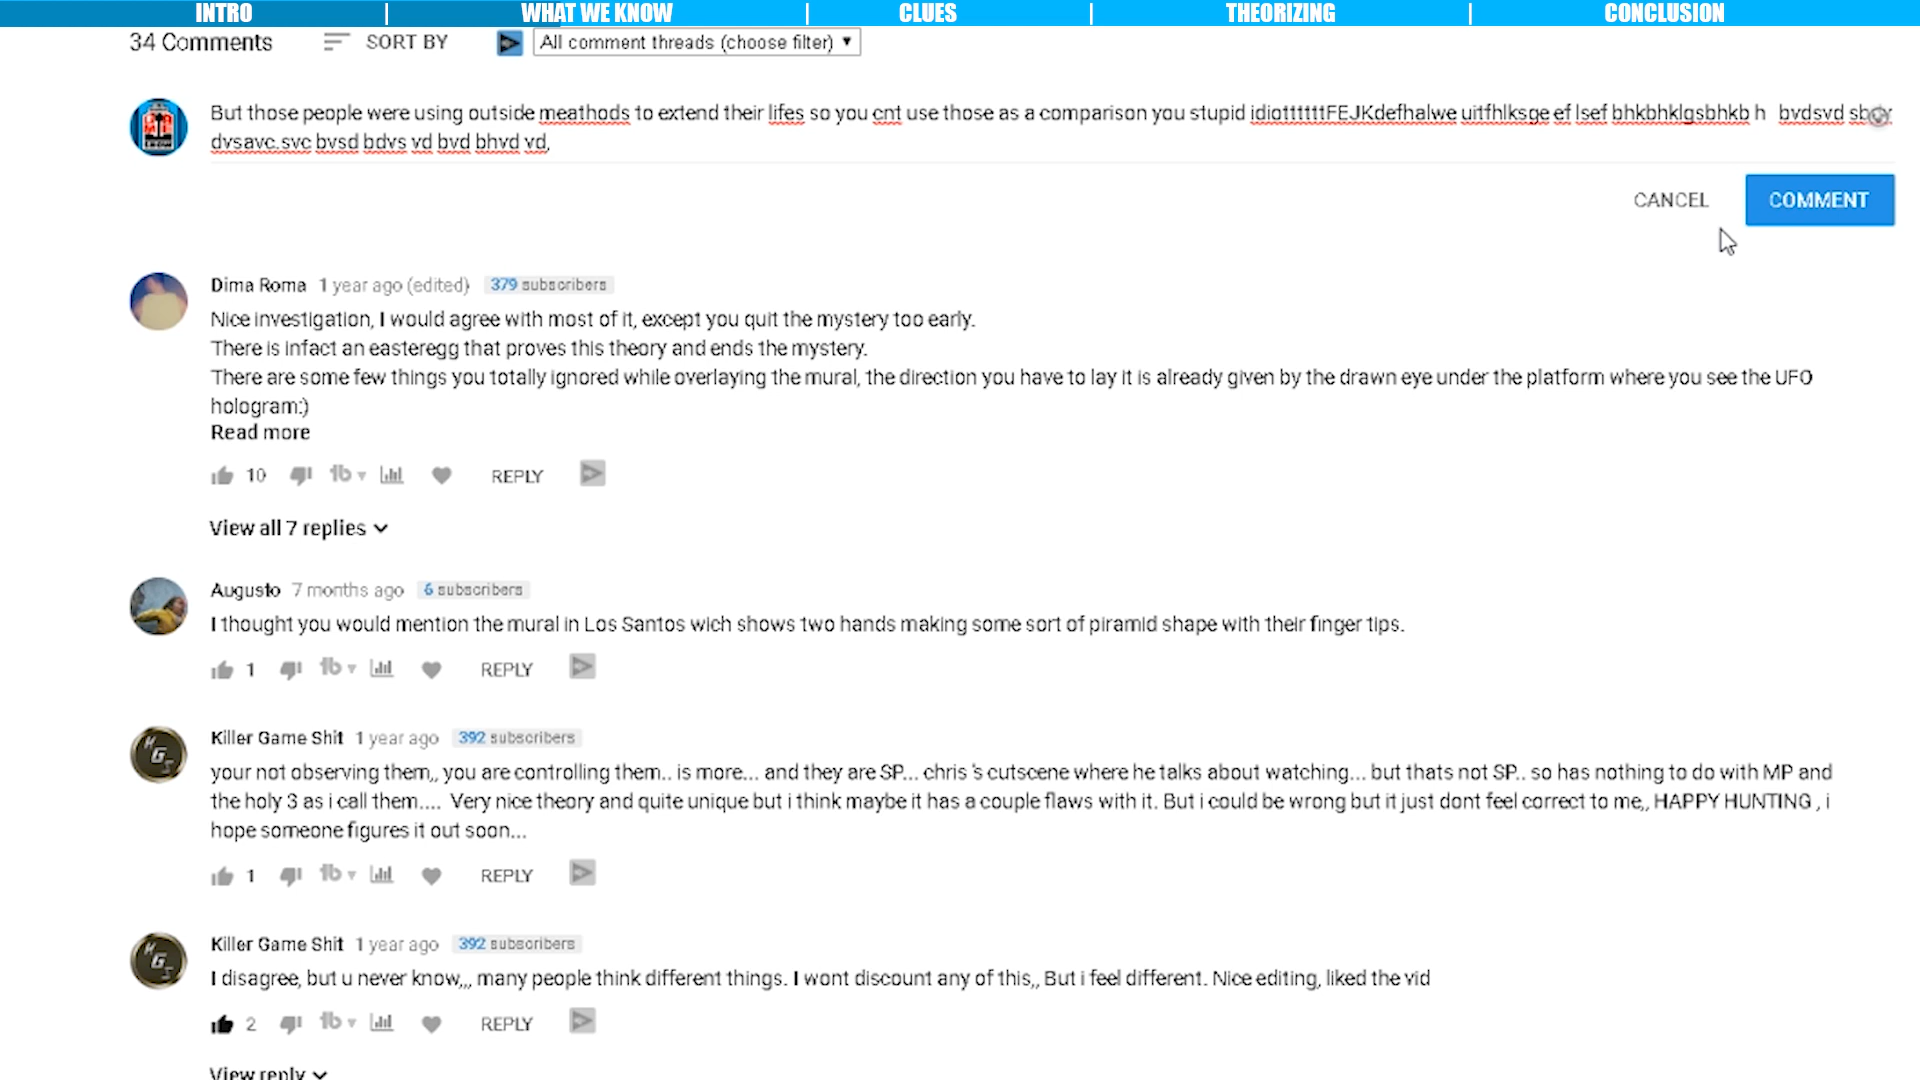 INTRO | WHAT WE KNOW | CLUES | THEORIZING | CONCLUSION
34 Comments SORT BY All comment threads (choose filter)
But those people were using outside meathods to extend their lifes so you cnt use those as a comparison you stupid idiottttttFEJKdefhalwe uitfhlksge ef lsef bhkbhklgsbhkb h bvdsvd
dvsavc.svc bvsd bdvs vd bvd bhvd vd,
CANCEL COMMENT
Dima Roma 1 year ago (edited) 379 subscribers
Nice investigation, I would agree with most of it, except you quit the mystery too early.
There is infact an easteregg that proves this theory and ends the mystery.
There are some few things you totally ignored while overlaying the mural, the direction you have to lay it is already given by the drawn eye under the platform where you see the UFO
hologram:)
Read more
10 tb REPLY
View all 7 replies
Augusto 7 months ago 6 subscribers
I thought you would mention the mural in Los Santos wich shows two hands making some sort of piramid shape with their finger tips.
1 tb REPLY
Killer Game Shit 1 year ago 392 subscribers
your not observing them,, you are controlling them.. is more... and they are SP... chris 's cutscene where he talks about watching... but thats not SP.. so has nothing to do with MP and
the holy 3 as i call them.... Very nice theory and quite unique but i think maybe it has a couple flaws with it. But i could be wrong but it just dont feel correct to me,, HAPPY HUNTING , i
hope someone figures it out soon...
1 tb REPLY
Killer Game Shit 1 year ago 392 subscribers
I disagree, but u never know,,, many people think different things. I wont discount any of this,, But i feel different. Nice editing, liked the vid
2 tb REPLY
View reply